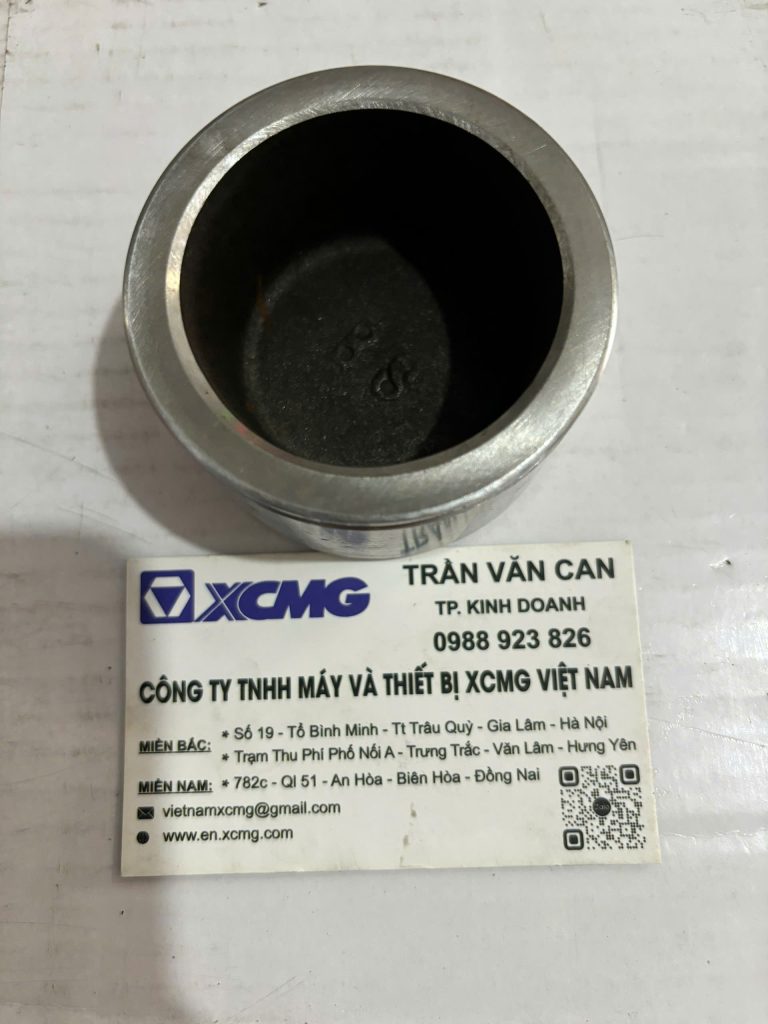 XCMG
TRẦN VĂN CAN
TP. KINH DOANH
0988 923 826
CÔNG TY TNHH MÁY VÀ THIẾT BỊ XCMG VIỆT NAM
MIỀN BẮC: * Số 19 - Tổ Bình Minh - Tt Trâu Quỳ - Gia Lâm - Hà Nội
* Trạm Thu Phí Phố Nối A - Trưng Trắc - Văn Lâm - Hưng Yên
MIỀN NAM: * 782c - Ql 51 - An Hòa - Biên Hòa - Đồng Nai
vietnamxcmg@gmail.com
www.en.xcmg.com